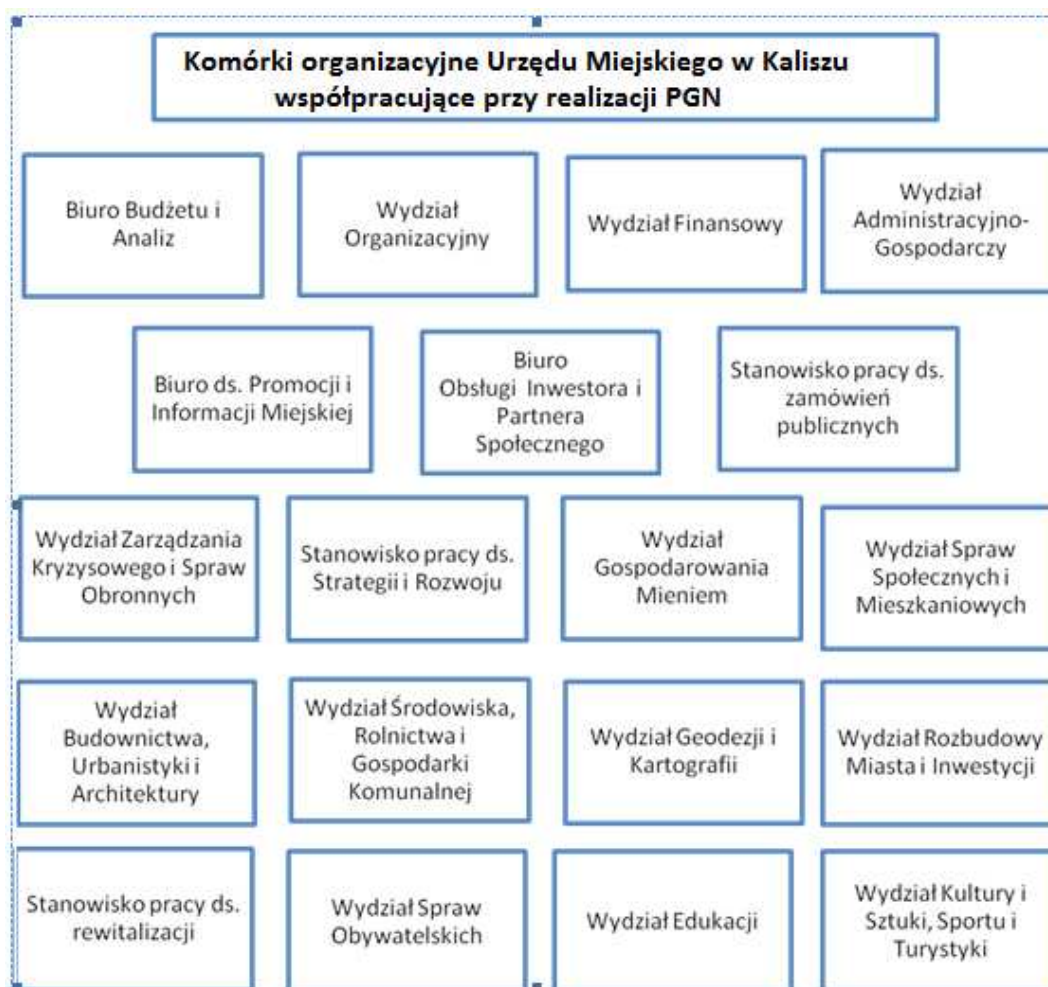 Komórki organizacyjne Urzędu Miejskiego w Kaliszu
współpracujące przy realizacji PGN
Biuro Budżetu i
Analiz
Wydział
Organizacyjny
Wydział Finansowy
Wydział
Administracyjno-
Gospodarczy
Biuro ds. Promocji i
Informacji Miejskiej
Biuro
Obsługi Inwestora i
Partnera
Społecznego
Stanowisko pracy ds.
zamówień
publicznych
Wydział Zarządzania
Kryzysowego i Spraw
Obronnych
Stanowisko pracy ds.
Strategii i Rozwoju
Wydział
Gospodarowania
Mieniem
Wydział Spraw
Społecznych i
Mieszkaniowych
Wydział
Budownictwa,
Urbanistyki i
Architektury
Wydział Środowiska,
Rolnictwa i
Gospodarki
Komunalnej
Wydział Geodezji i
Kartografii
Wydział Rozbudowy
Miasta i Inwestycji
Stanowisko pracy ds.
rewitalizacji
Wydział Spraw
Obywatelskich
Wydział Edukacji
Wydział Kultury i
Sztuki, Sportu i
Turystyki